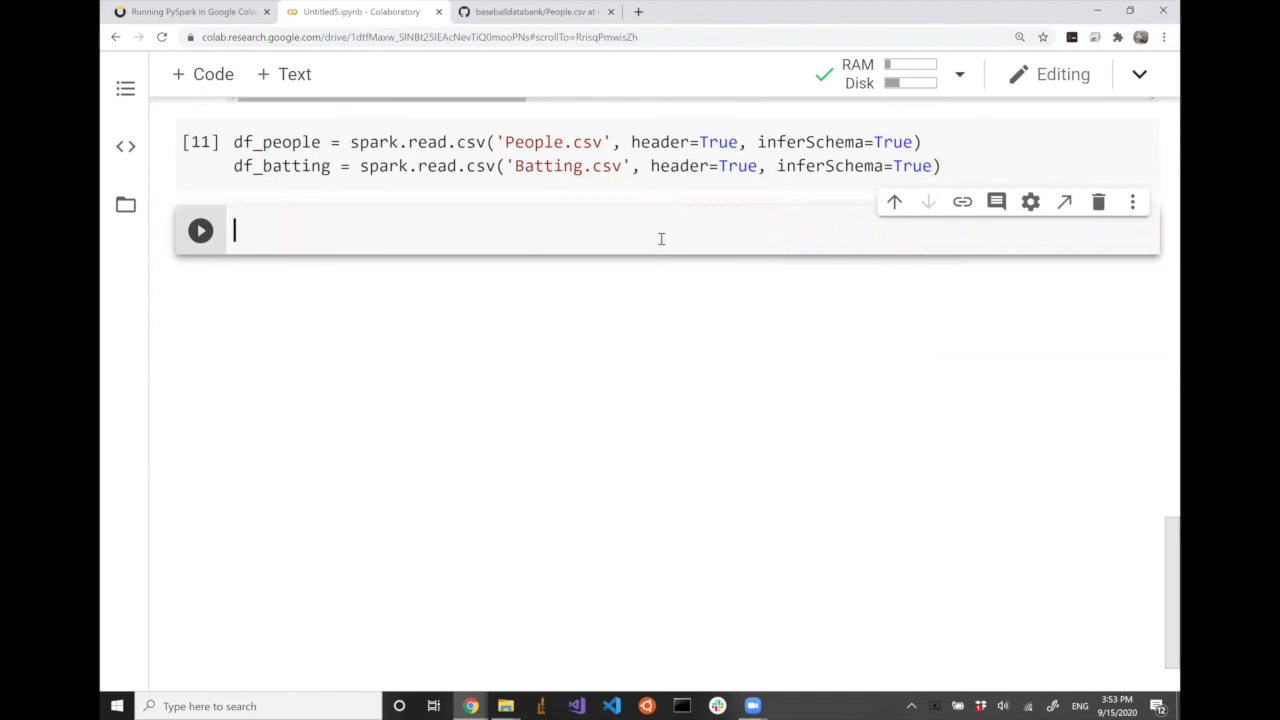 Running PySpark in Google Cola
Untitled5.ipynb - Colaboratory
baseballdatabank/People.csv at
colab.research.google.com/drive/1dtfMaxw_SlNBt25IEAcNevTiQ0mooPNs#scrollTo=RrisqPmwisZh
+ Code + Text
RAM
Disk
Editing
[11] df_people = spark.read.csv('People.csv', header=True, inferSchema=True)
df_batting = spark.read.csv('Batting.csv', header=True, inferSchema=True)
Type here to search
ENG
3:53 PM
9/15/2020
12